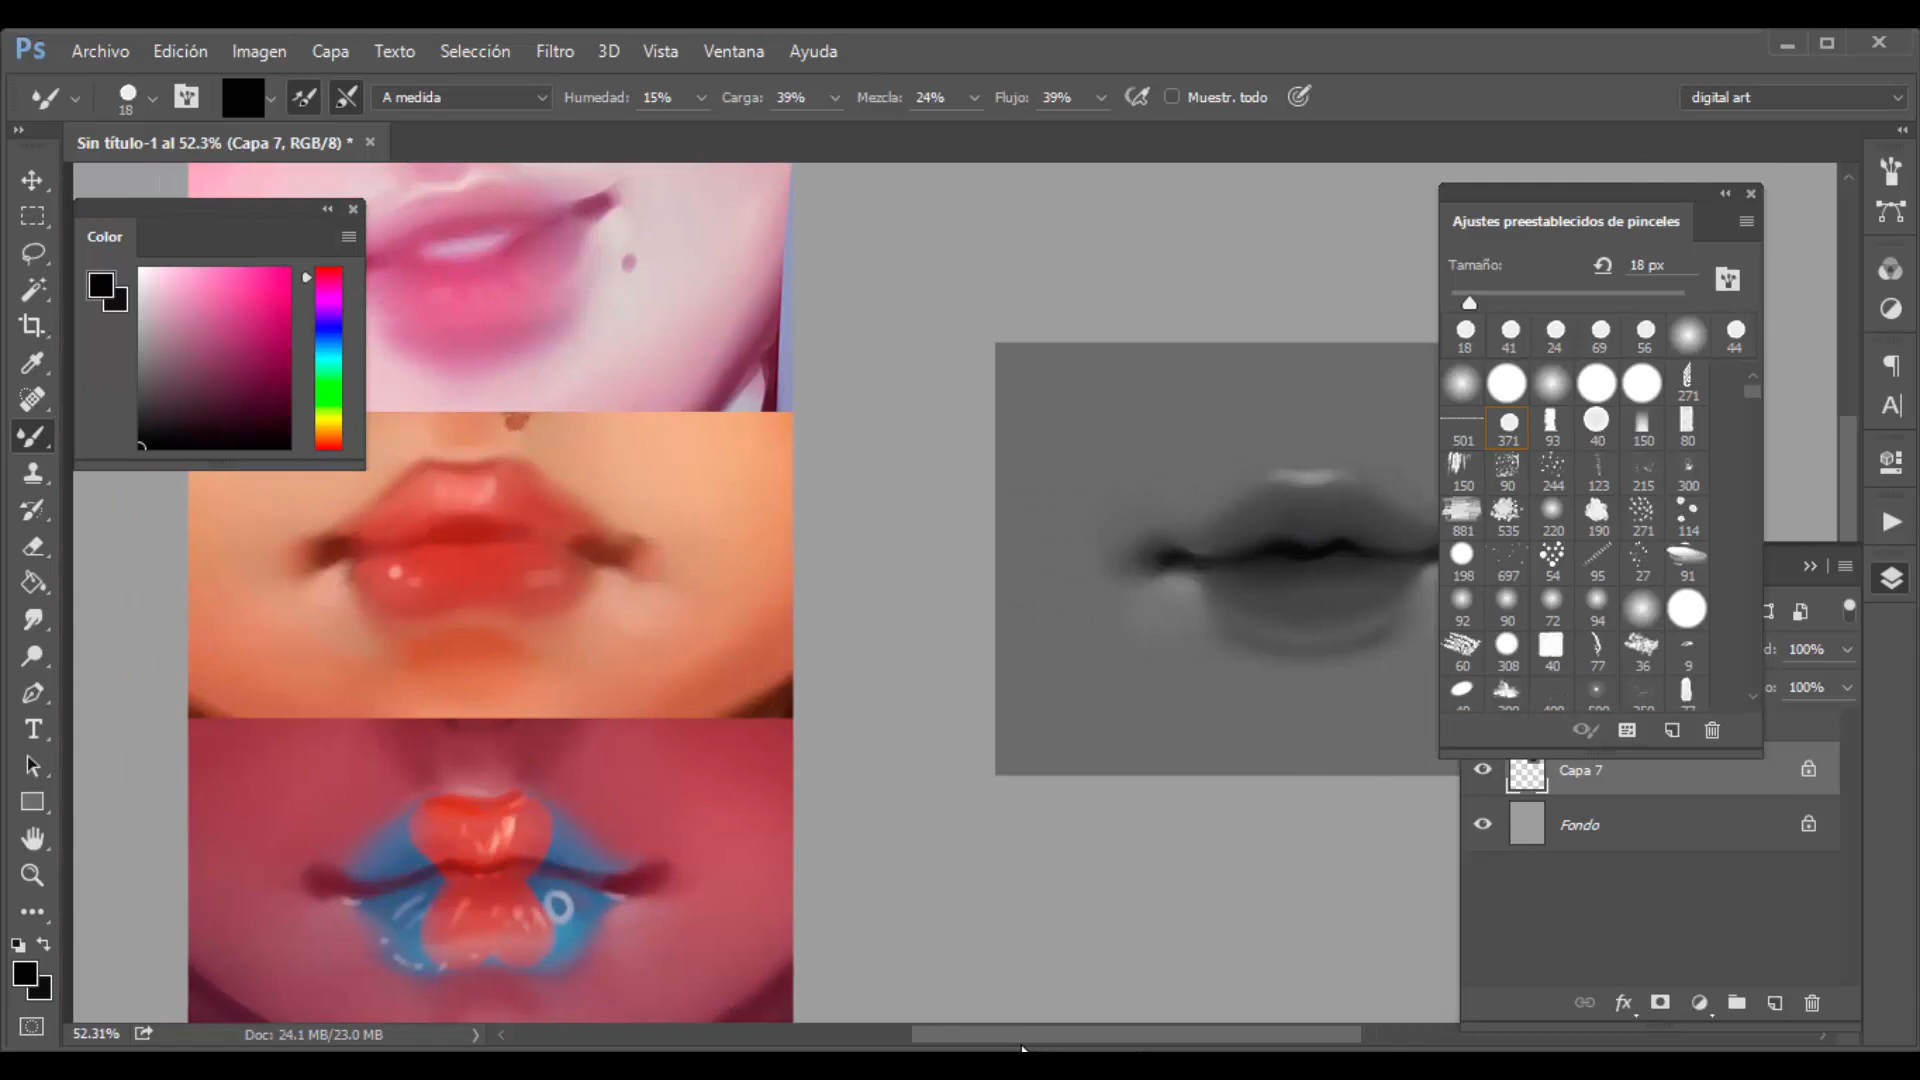 Ps Archivo Edición Imagen Capa Texto Selección Filtro 3D Vista Ventana Ayuda
18 A medida Humedad: 15% Carga: 39% Mezcla: 24% Flujo: 39% Muestr. todo digital art
Sin título-1 al 52.3% (Capa 7, RGB/8) *
Color
Ajustes preestablecidos de pinceles
Tamaño: 18 px
18 41 24 69 56 44
271
501 371 93 40 150 80
150 90 244 123 215 300
881 535 220 190 271 114
198 697 54 95 27 91
92 90 72 94
60 308 40 77 36 9
d: 100%
o: 100%
Capa 7
Fondo
52.31% Doc: 24.1 MB/23.0 MB